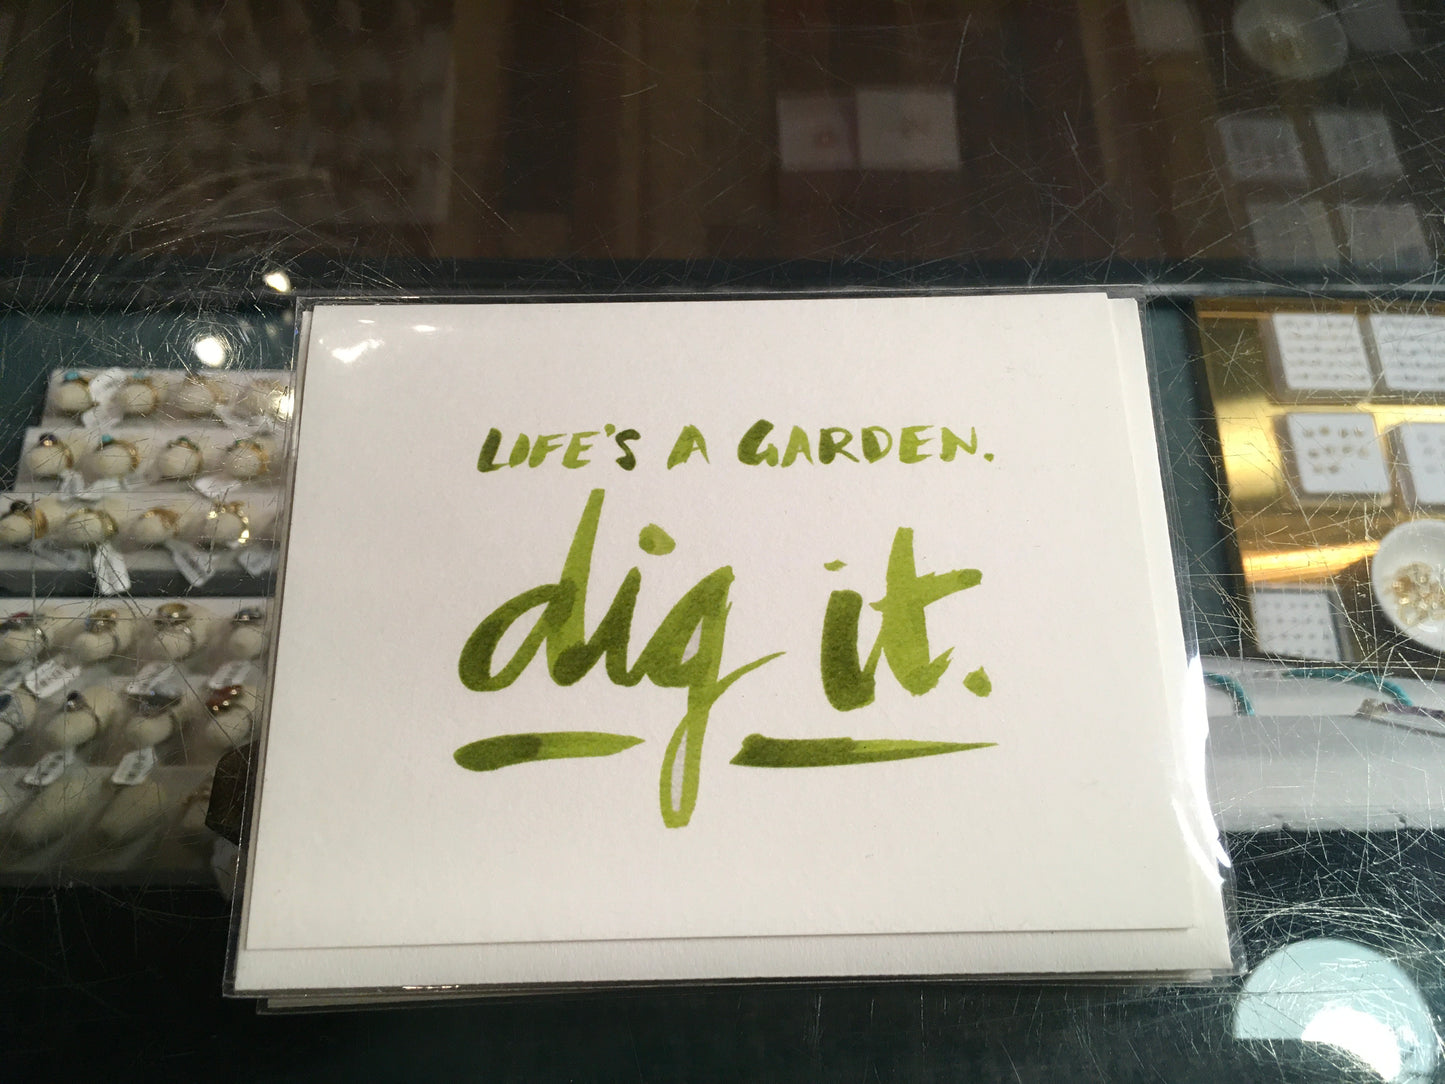 LIFE'S A GARDEN.
dig it.